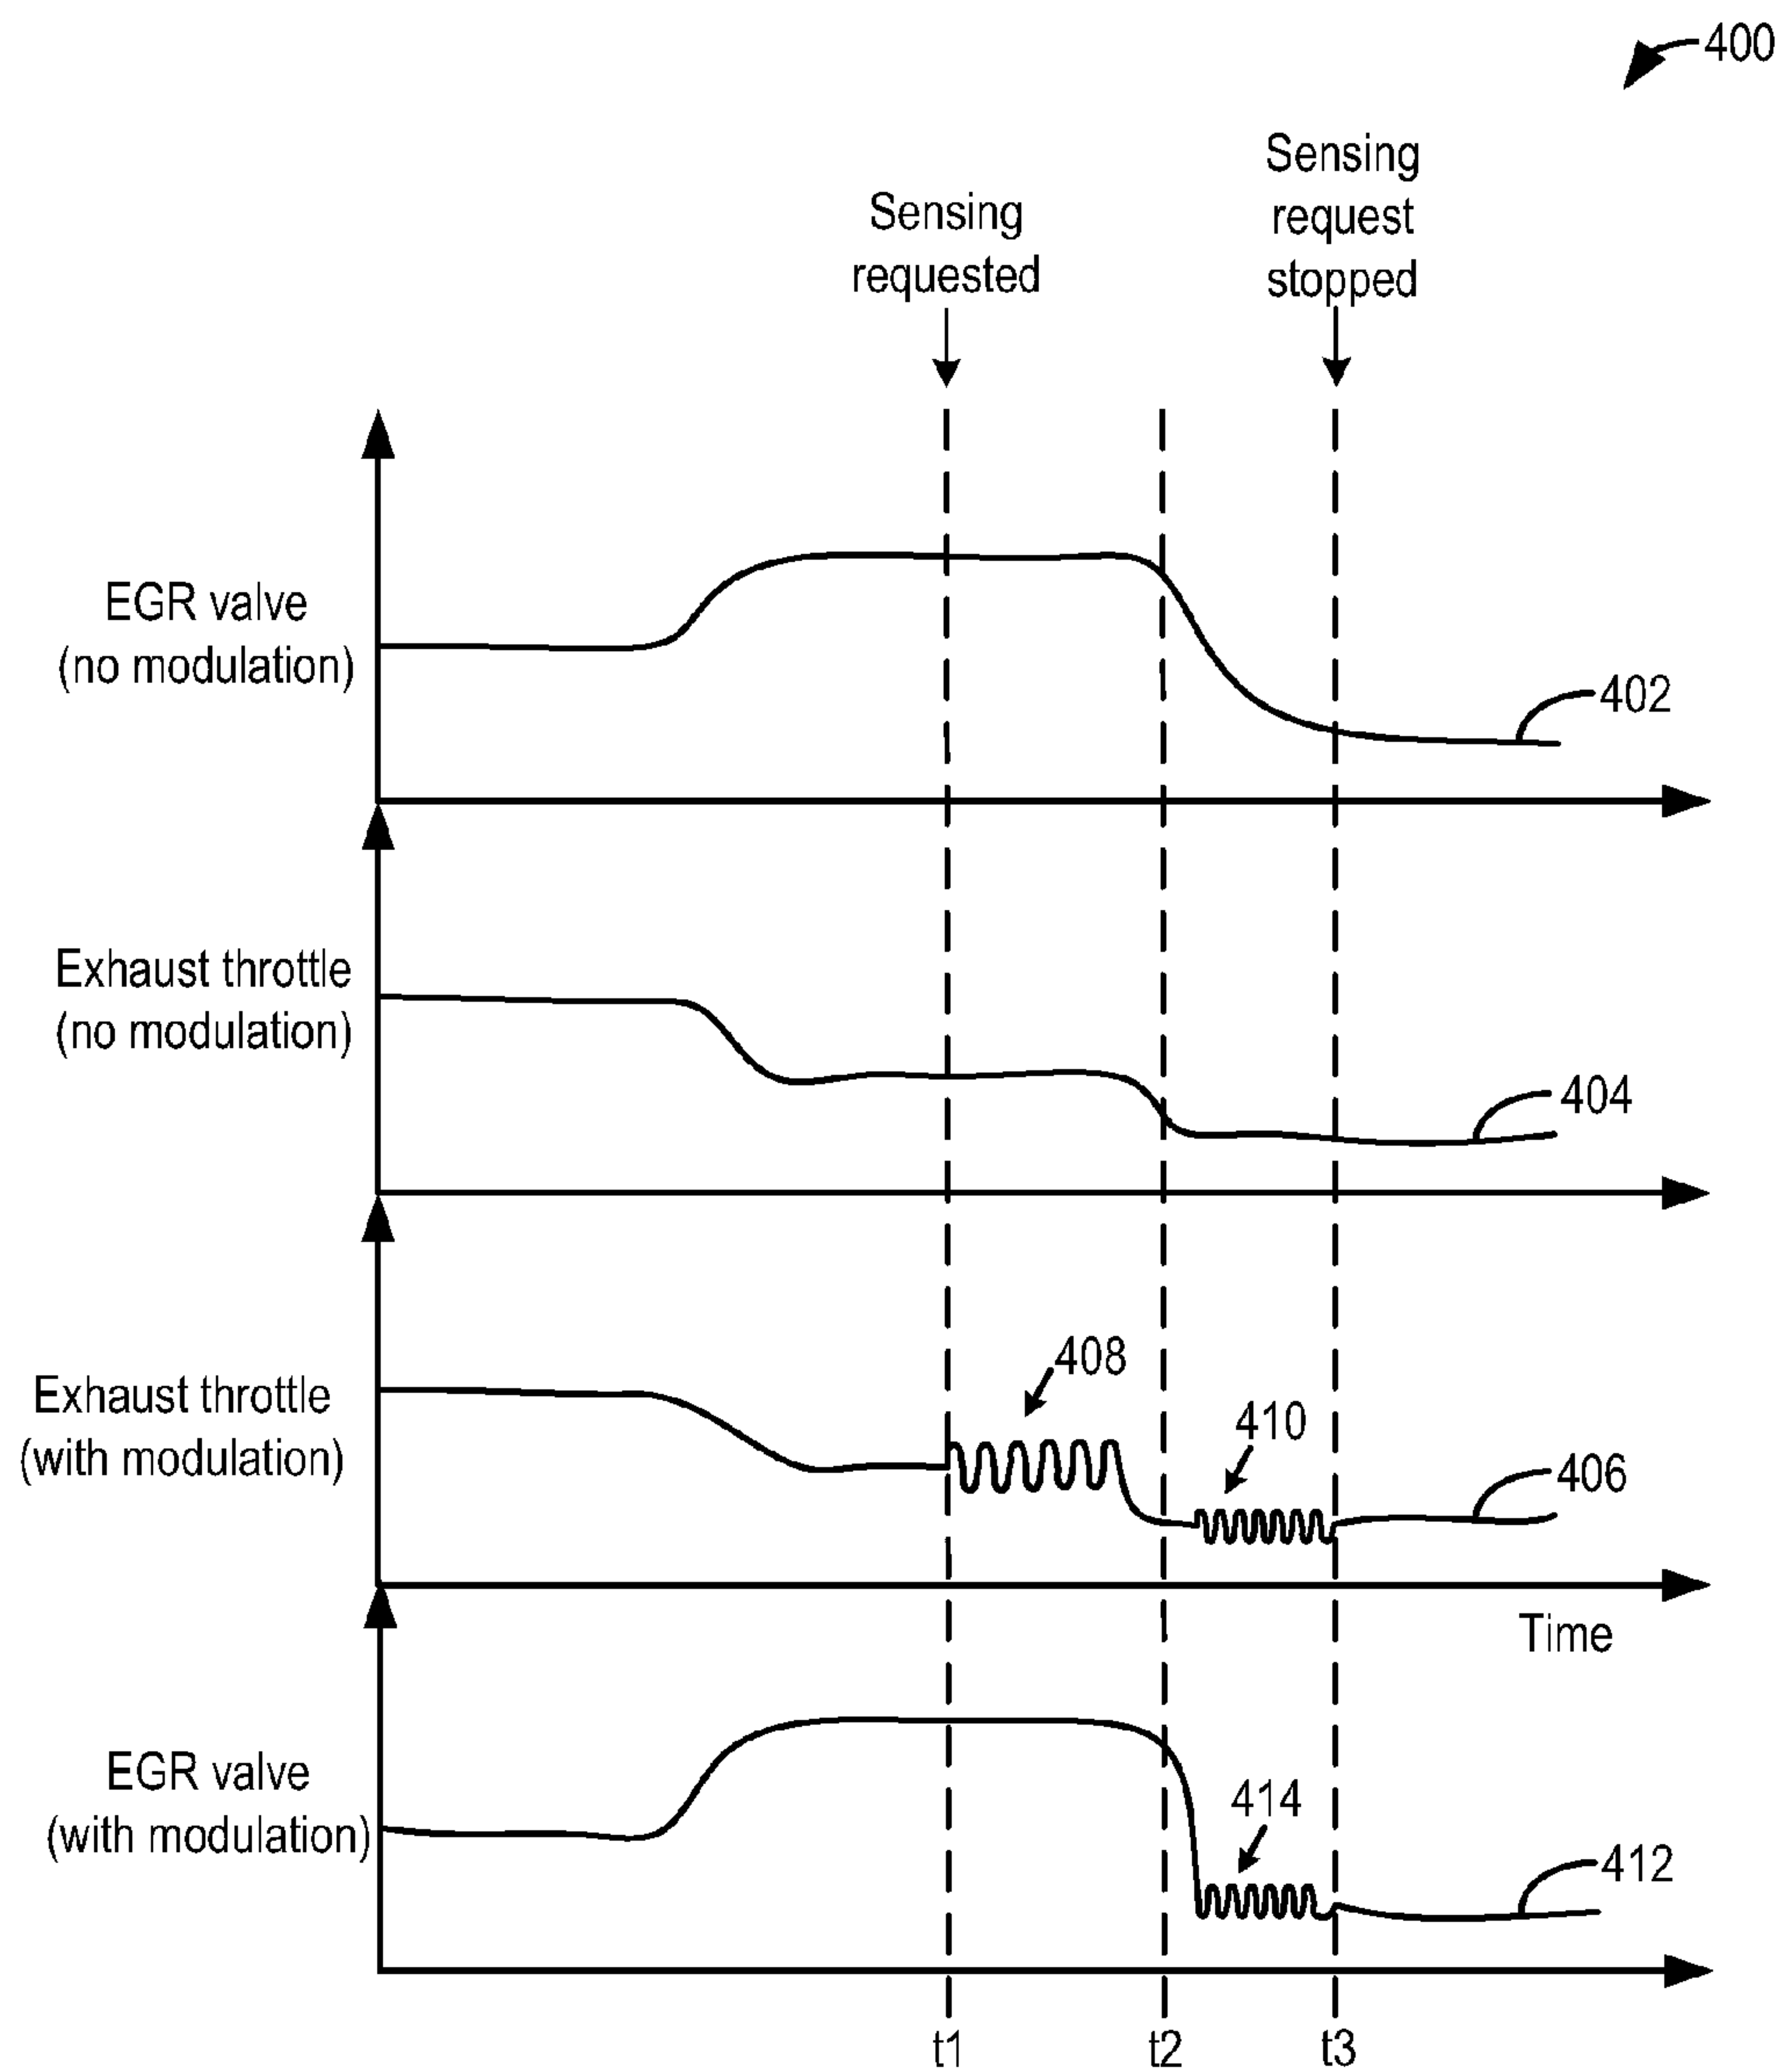 400
Sensing
requested
Sensing
request
stopped
EGR valve
(no modulation)
402
Exhaust throttle
(no modulation)
404
Exhaust throttle
(with modulation)
408
410
406
Time
EGR valve
(with modulation)
414
412
t1
t2
t3